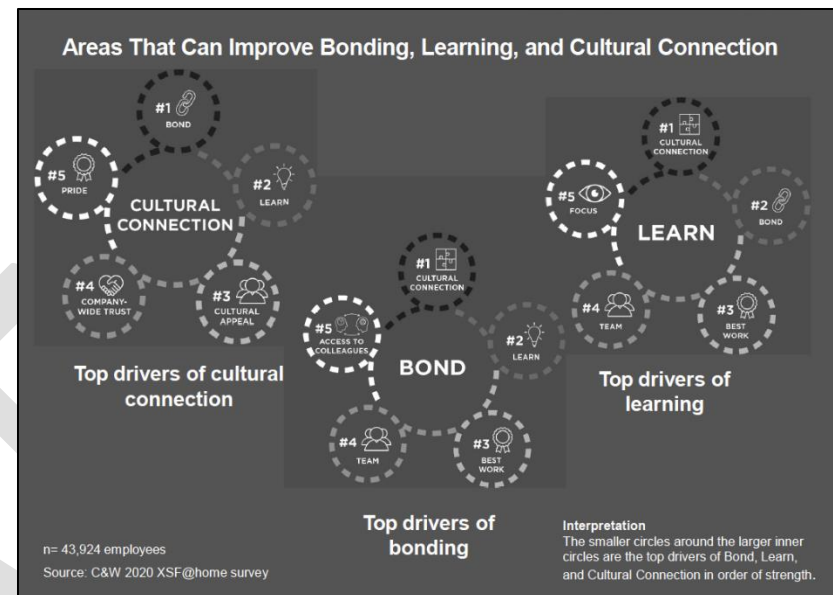 Areas That Can Improve Bonding, Learning, and Cultural Connection
#1
BOND
#2
LEARN
#3
CULTURAL
APPEAL
#4
COMPANY-
WIDE TRUST
#5
PRIDE
CULTURAL
CONNECTION
Top drivers of cultural
connection
#1
CULTURAL
CONNECTION
#2
LEARN
#3
BEST
WORK
#4
TEAM
#5
ACCESS TO
COLLEAGUES
BOND
Top drivers of
bonding
#1
CULTURAL
CONNECTION
#2
BOND
#3
BEST
WORK
#4
TEAM
#5
FOCUS
LEARN
Top drivers of
learning
n= 43,924 employees
Source: C&W 2020 XSF@home survey
Interpretation
The smaller circles around the larger inner
circles are the top drivers of Bond, Learn,
and Cultural Connection in order of strength.